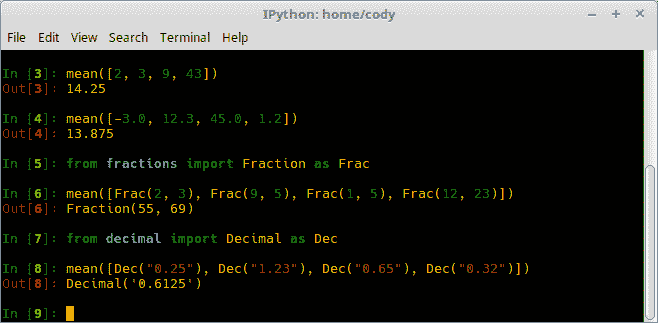 IPython: home/cody
File Edit View Search Terminal Help
In [3]: mean([2, 3, 9, 43])
Out[3]: 14.25
In [4]: mean([-3.0, 12.3, 45.0, 1.2])
Out[4]: 13.875
In [5]: from fractions import Fraction as Frac
In [6]: mean([Frac(2, 3), Frac(9, 5), Frac(1, 5), Frac(12, 23)])
Out[6]: Fraction(55, 69)
In [7]: from decimal import Decimal as Dec
In [8]: mean([Dec("0.25"), Dec("1.23"), Dec("0.65"), Dec("0.32")])
Out[8]: Decimal('0.6125')
In [9]: